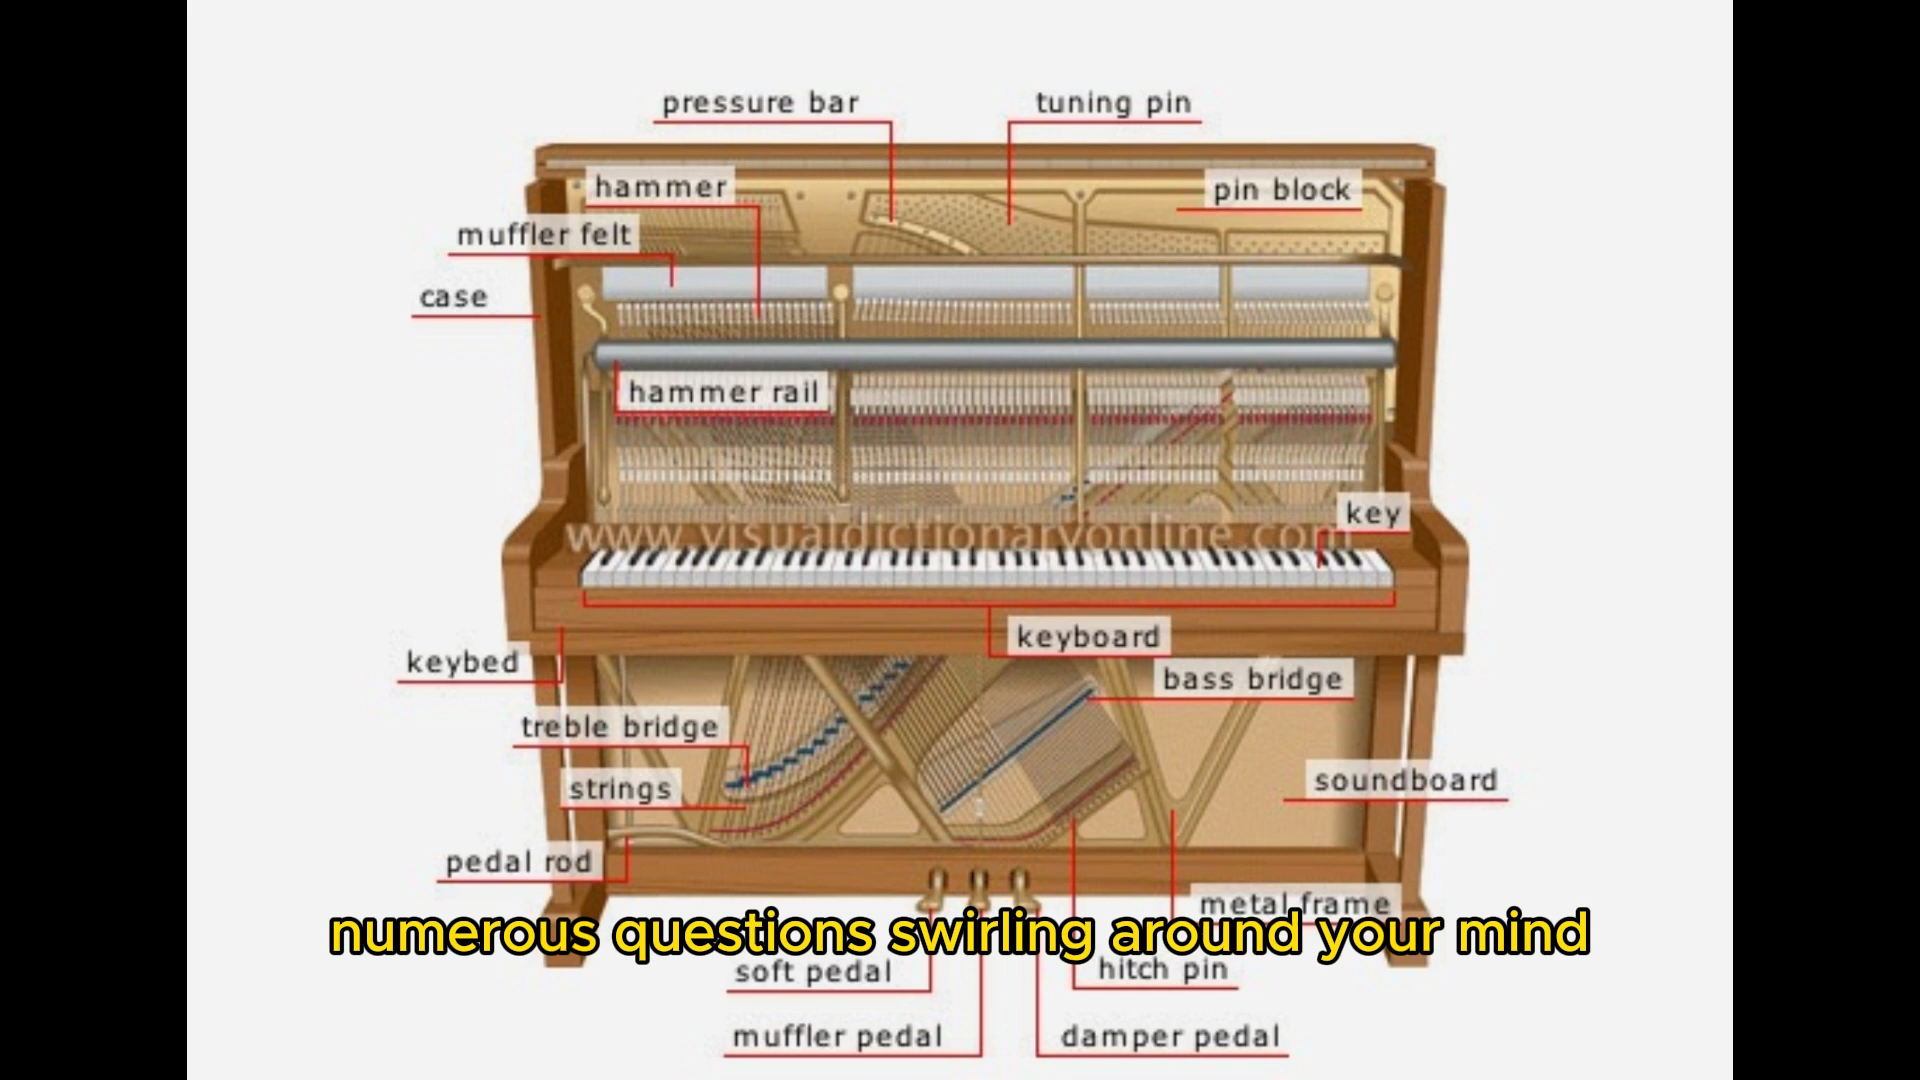 pressure bar
tuning pin
hammer
pin block
muffler felt
case
hammer rail
key
www.visualdictionaryonline.com
keyboard
keybed
bass bridge
treble bridge
strings
soundboard
pedal rod
metal frame
numerous questions swirling around your mind
soft pedal
hitch pin
muffler pedal
damper pedal